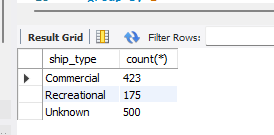 Result Grid Filter Rows:
ship_type count(*)
Commercial 423
Recreational 175
Unknown 500